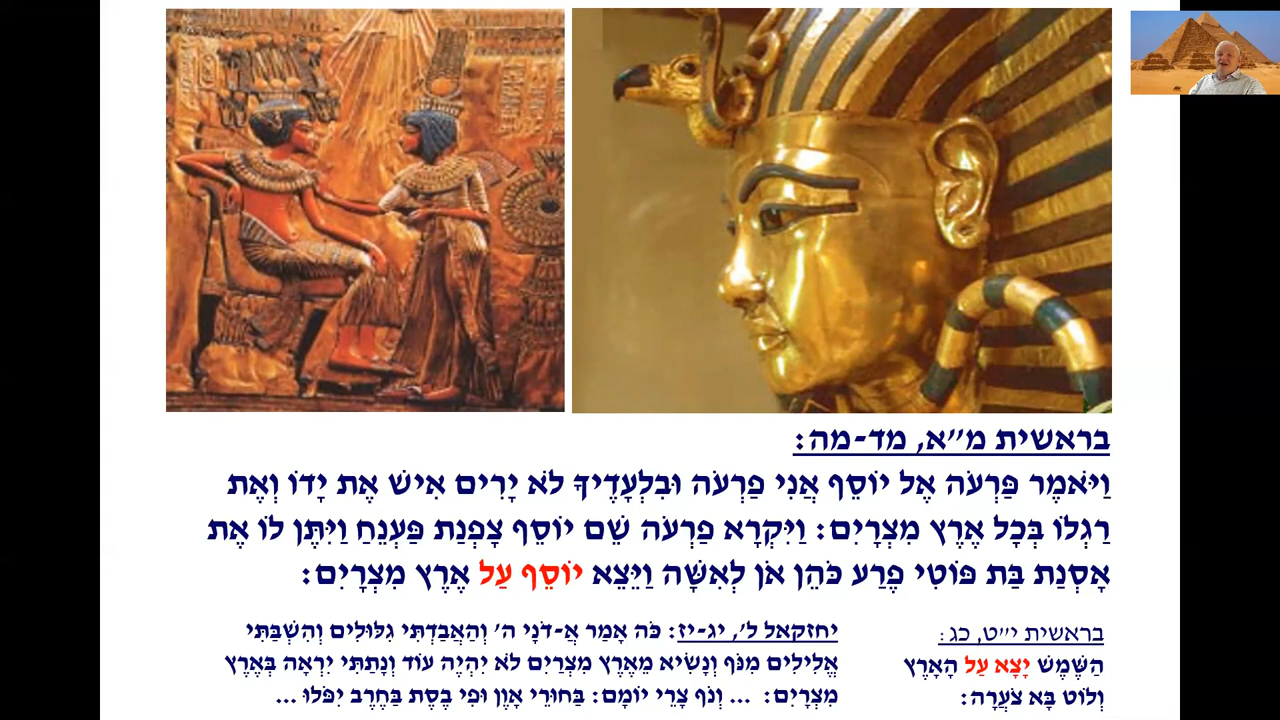 בראשית מ״א, מד-מה:
וַיֹּאמֶר פַּרְעֹה אֶל יוֹסֵף אֲנִי פַרְעֹה וּבִלְעָדֶיךָ לֹא יָרִים אִישׁ אֶת יָדוֹ וְאֶת
רַגְלוֹ בְּכָל אֶרֶץ מִצְרָיִם: וַיִּקְרָא פַרְעֹה שֵׁם יוֹסֵף צָפְנַת פַּעְנֵחַ וַיִּתֶּן לוֹ אֶת
אָסְנַת בַּת פּוֹטִי פֶרַע כֹּהֵן אֹן לְאִשָּׁה וַיֵּצֵא יוֹסֵף עַל אֶרֶץ מִצְרָיִם:
בראשית י״ט, כג:
הַשֶּׁמֶשׁ יָצָא עַל הָאָרֶץ
וְלוֹט בָּא צֹעֲרָה:
יחזקאל ל׳, יג-יז: כֹּה אָמַר אֲ-דֹנָי ה׳ וְהַאֲבַדְתִּי גִלּוּלִים וְהִשְׁבַּתִּי
אֱלִילִים מִנֹּף וְנָשִׂיא מֵאֶרֶץ מִצְרַיִם לֹא יִהְיֶה עוֹד וְנָתַתִּי יִרְאָה בְּאֶרֶץ
מִצְרָיִם: ... וְנֹף צָרֵי יוֹמָם: בַּחוּרֵי אָוֶן וּפִי בֶסֶת בַּחֶרֶב יִפֹּלוּ ...